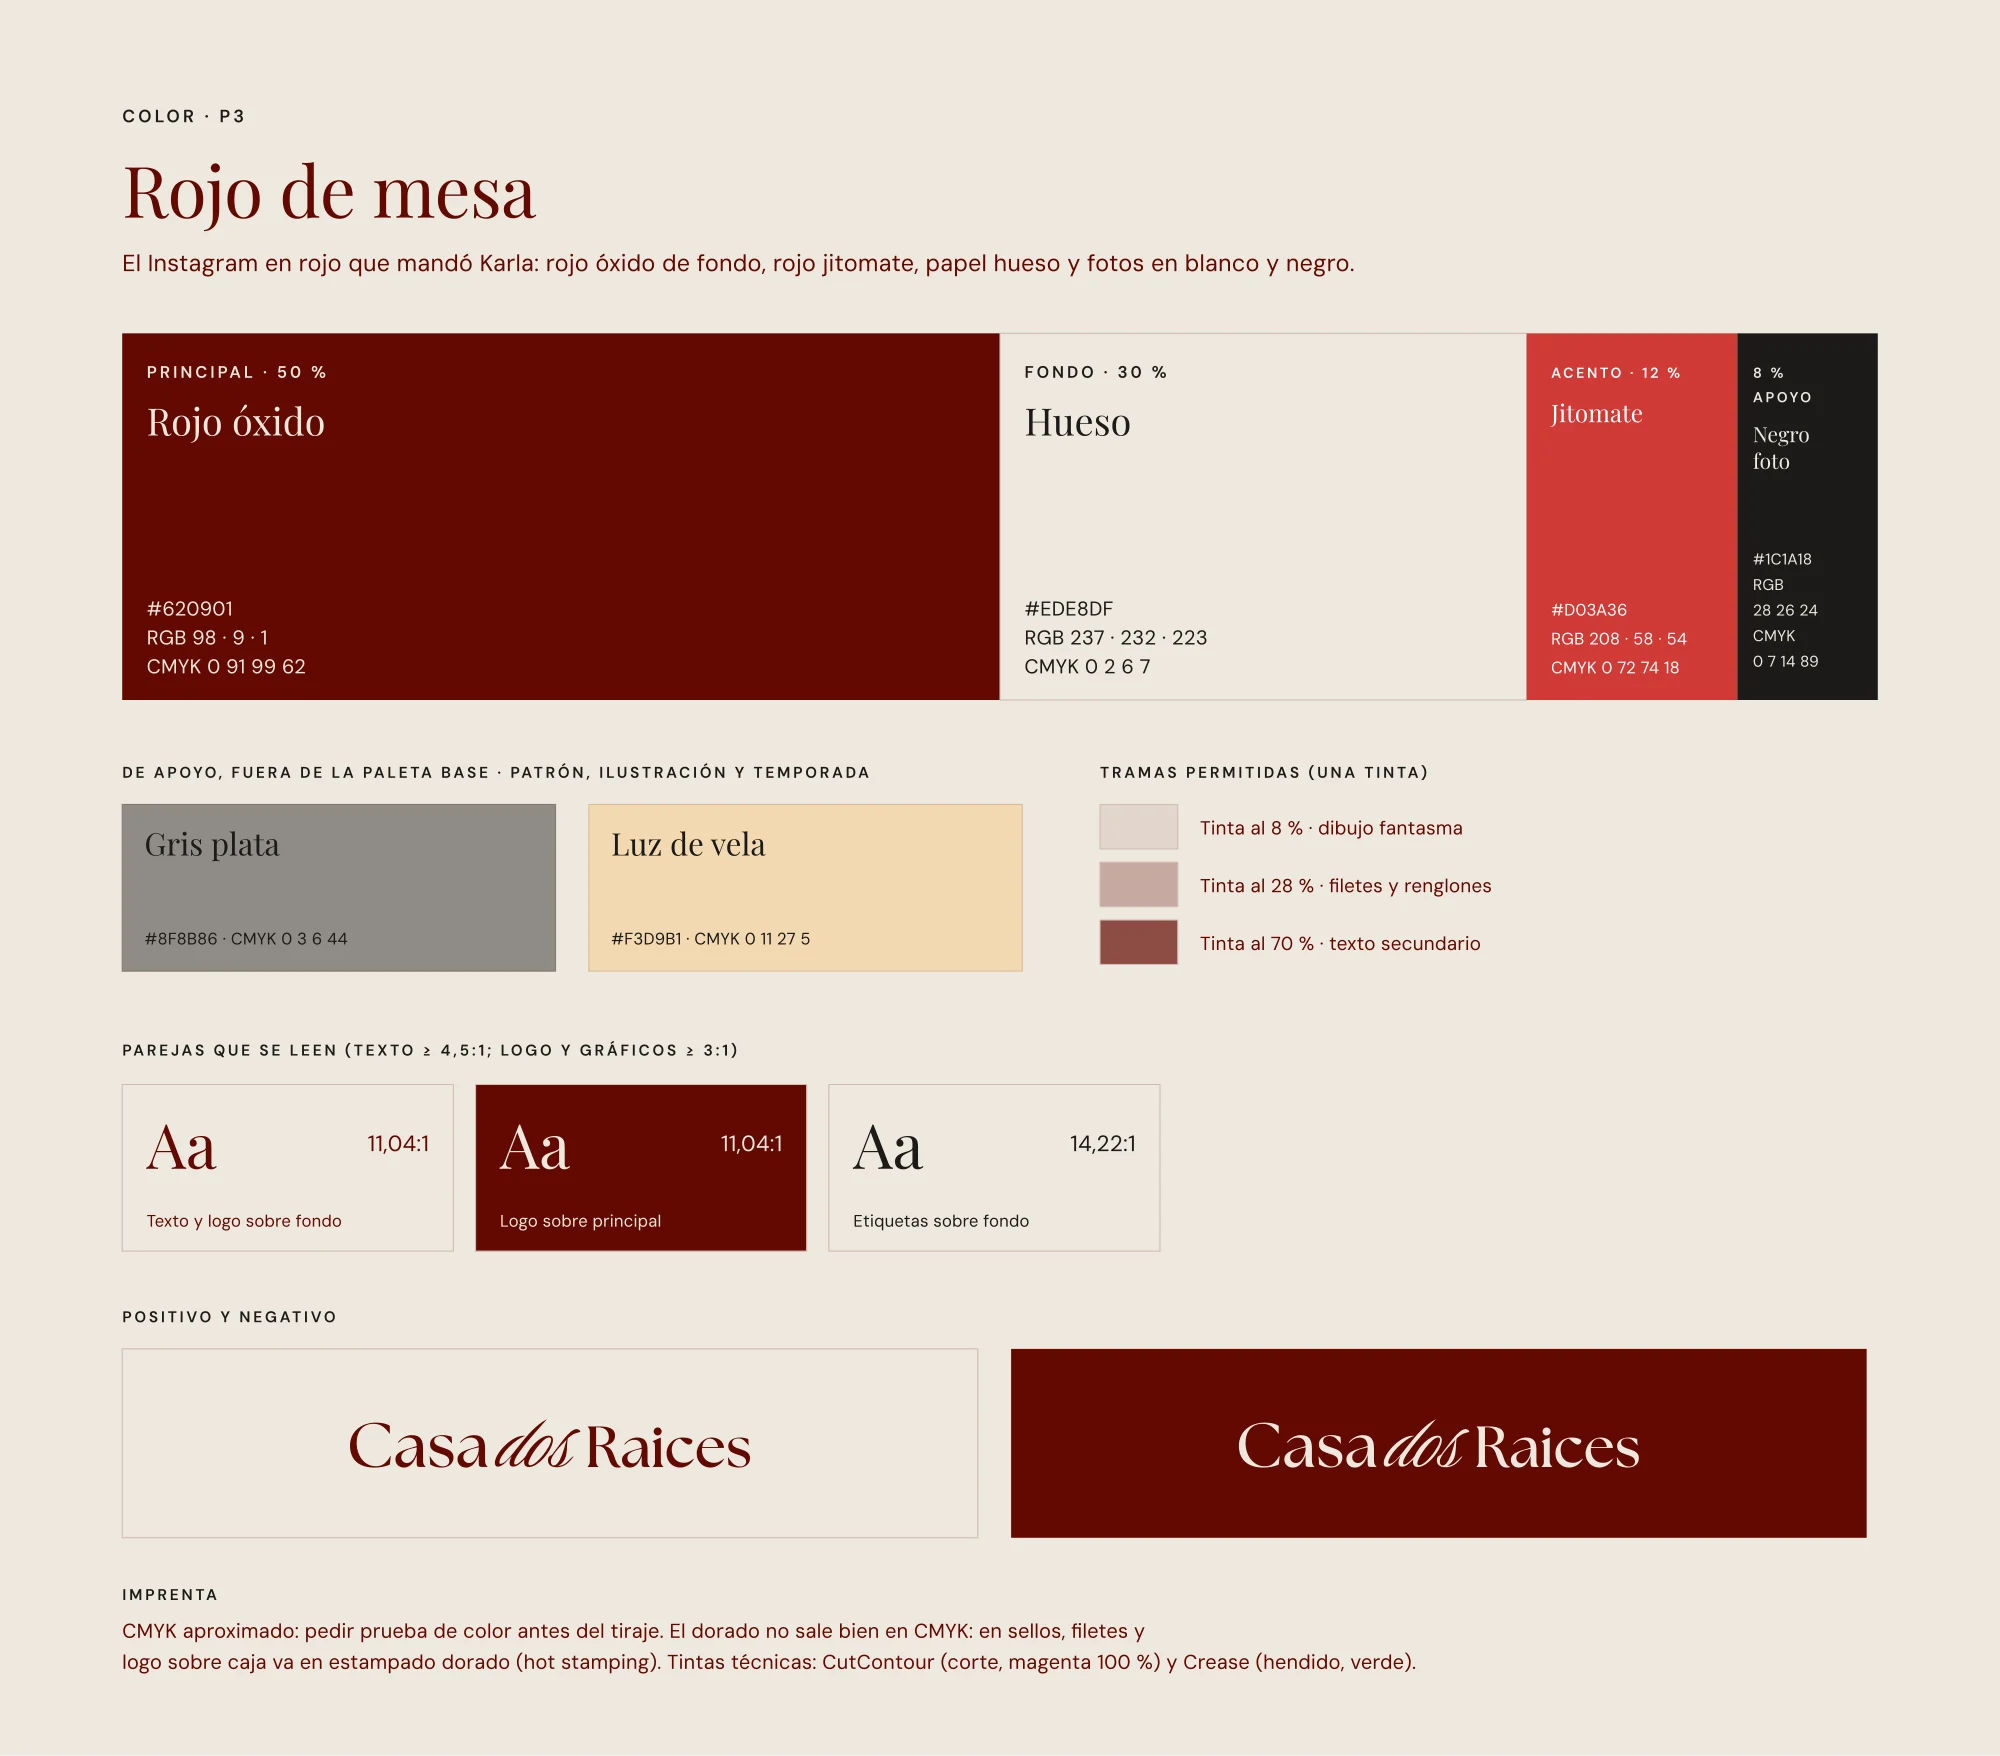 COLOR · P3
Rojo de mesa
El Instagram en rojo que mandó Karla: rojo óxido de fondo, rojo jitomate, papel hueso y fotos en blanco y negro.
PRINCIPAL · 50 %
Rojo óxido
#620901
RGB 98 · 9 · 1
CMYK 0 91 99 62
FONDO · 30 %
Hueso
#EDE8DF
RGB 237 · 232 · 223
CMYK 0 2 6 7
ACENTO · 12 %
Jitomate
#D03A36
RGB 208 · 58 · 54
CMYK 0 72 74 18
8 %
APOYO
Negro
foto
#1C1A18
RGB
28 26 24
CMYK
0 7 14 89
DE APOYO, FUERA DE LA PALETA BASE · PATRÓN, ILUSTRACIÓN Y TEMPORADA
Gris plata
#8F8B86 · CMYK 0 3 6 44
Luz de vela
#F3D9B1 · CMYK 0 11 27 5
TRAMAS PERMITIDAS (UNA TINTA)
Tinta al 8 % · dibujo fantasma
Tinta al 28 % · filetes y renglones
Tinta al 70 % · texto secundario
PAREJAS QUE SE LEEN (TEXTO ≥ 4,5:1; LOGO Y GRÁFICOS ≥ 3:1)
Aa
11,04:1
Texto y logo sobre fondo
Aa
11,04:1
Logo sobre principal
Aa
14,22:1
Etiquetas sobre fondo
POSITIVO Y NEGATIVO
Casa dos Raices
Casa dos Raices
IMPRENTA
CMYK aproximado: pedir prueba de color antes del tiraje. El dorado no sale bien en CMYK: en sellos, filetes y
logo sobre caja va en estampado dorado (hot stamping). Tintas técnicas: CutContour (corte, magenta 100 %) y Crease (hendido, verde).